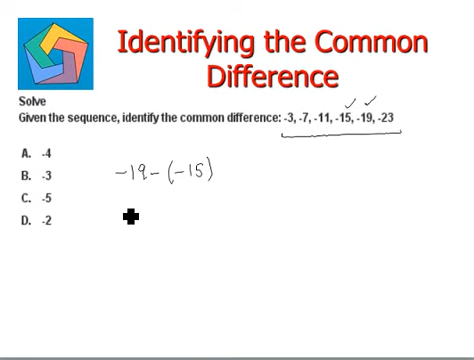 Identifying the Common
Difference
Solve
Given the sequence, identify the common difference: -3, -7, -11, -15, -19, -23
A. -4
B. -3
C. -5
D. -2
-19 - (-15)